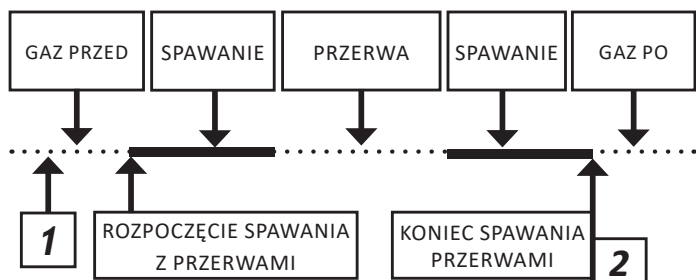 GAZ PRZED
SPAWANIE
PRZERWA
SPAWANIE
GAZ PO
1
ROZPOCZĘCIE SPAWANIA
Z PRZERWAMI
KONIEC SPAWANIA
PRZERWAMI
2